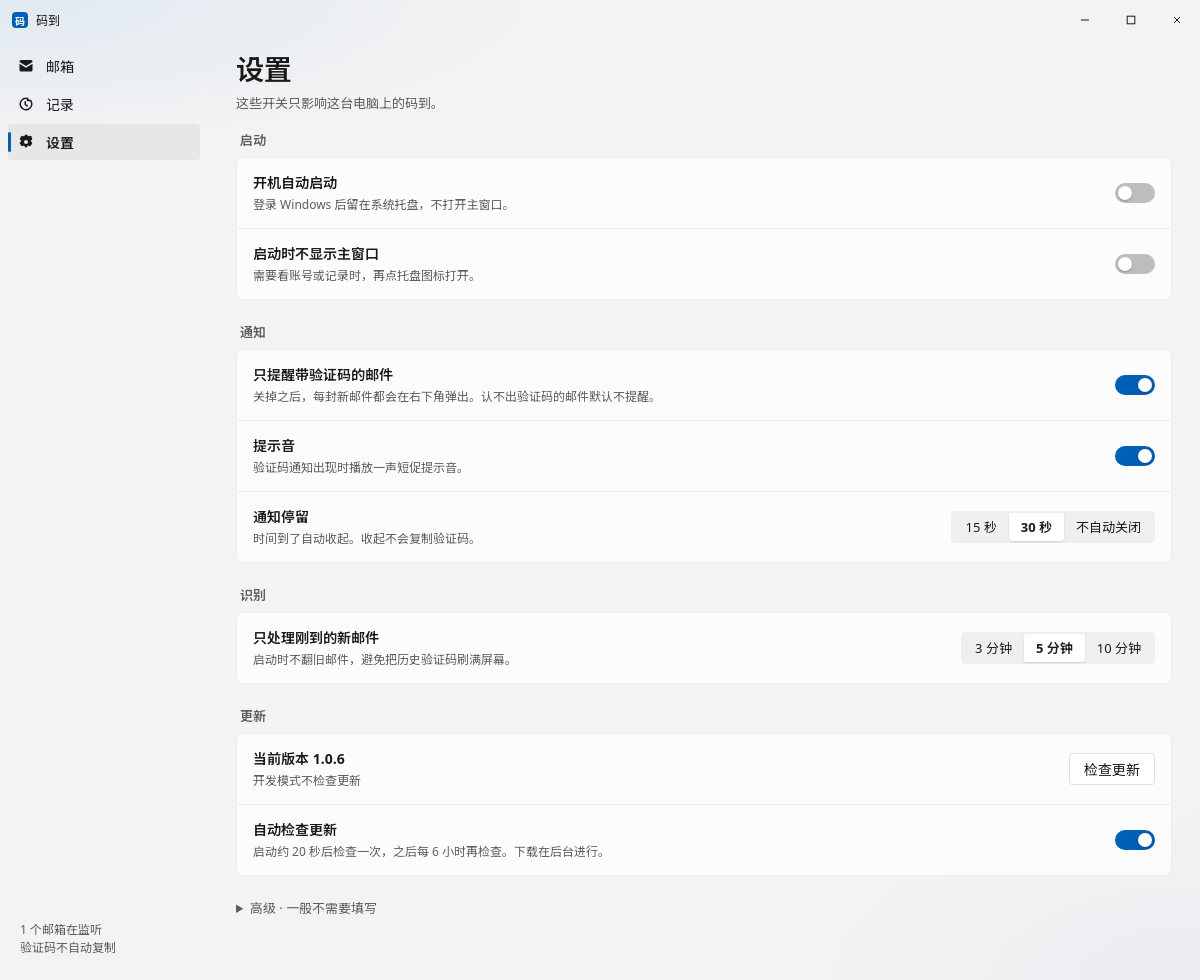 码 码到
邮箱
记录
设置
设置
这些开关只影响这台电脑上的码到。
启动
开机自动启动
登录 Windows 后留在系统托盘，不打开主窗口。
启动时不显示主窗口
需要看账号或记录时，再点托盘图标打开。
通知
只提醒带验证码的邮件
关掉之后，每封新邮件都会在右下角弹出。认不出验证码的邮件默认不提醒。
提示音
验证码通知出现时播放一声短促提示音。
通知停留
时间到了自动收起。收起不会复制验证码。
15 秒 30 秒 不自动关闭
识别
只处理刚到的新邮件
启动时不翻旧邮件，避免把历史验证码刷满屏幕。
3 分钟 5 分钟 10 分钟
更新
当前版本 1.0.6
开发模式不检查更新
检查更新
自动检查更新
启动约 20 秒后检查一次，之后每 6 小时再检查。下载在后台进行。
高级 · 一般不需要填写
1 个邮箱在监听
验证码不自动复制